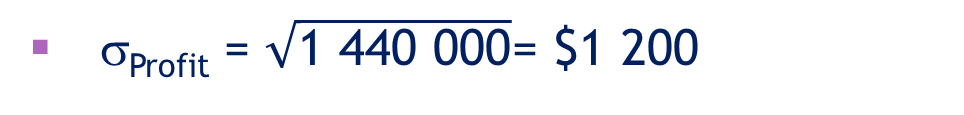 ▪ σProfit = √1 440 000= $1 200